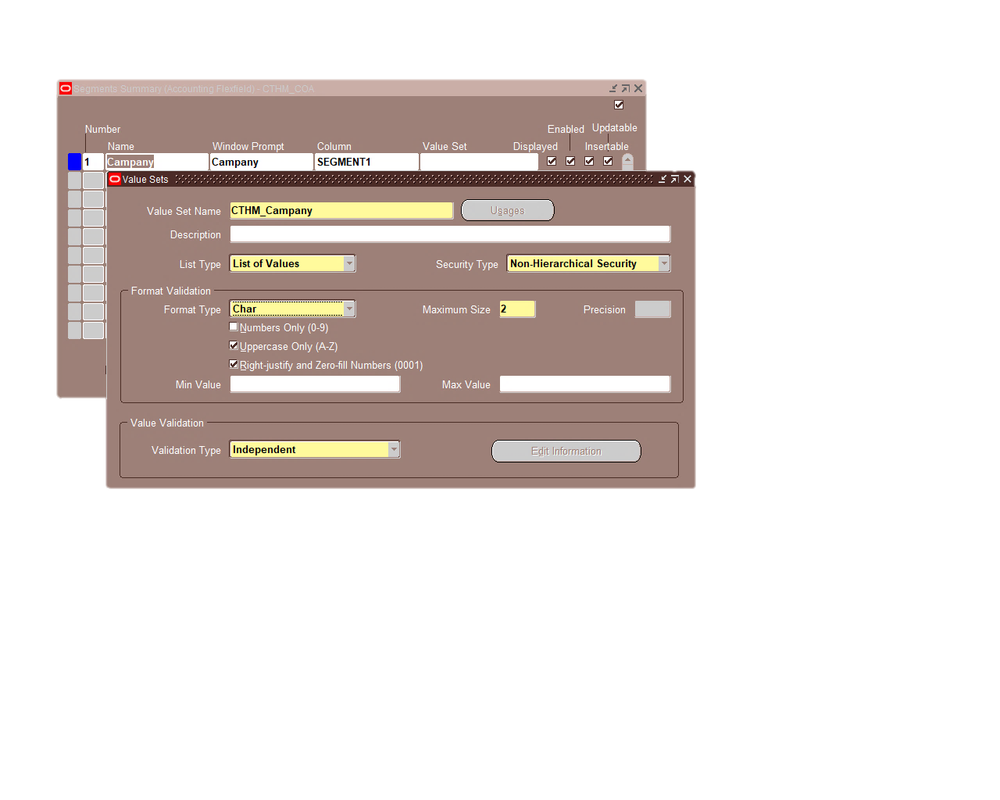 Segments Summary (Accounting Flexfield) - CTHM_COA
Number
Enabled
Updatable
Name
Window Prompt
Column
Value Set
Displayed
Insertable
1
Campany
Campany
SEGMENT1
Value Sets
Value Set Name
CTHM_Campany
Usages
Description
List Type
List of Values
Security Type
Non-Hierarchical Security
Format Validation
Format Type
Char
Maximum Size
2
Precision
Numbers Only (0-9)
Uppercase Only (A-Z)
Right-justify and Zero-fill Numbers (0001)
Min Value
Max Value
Value Validation
Validation Type
Independent
Edit Information